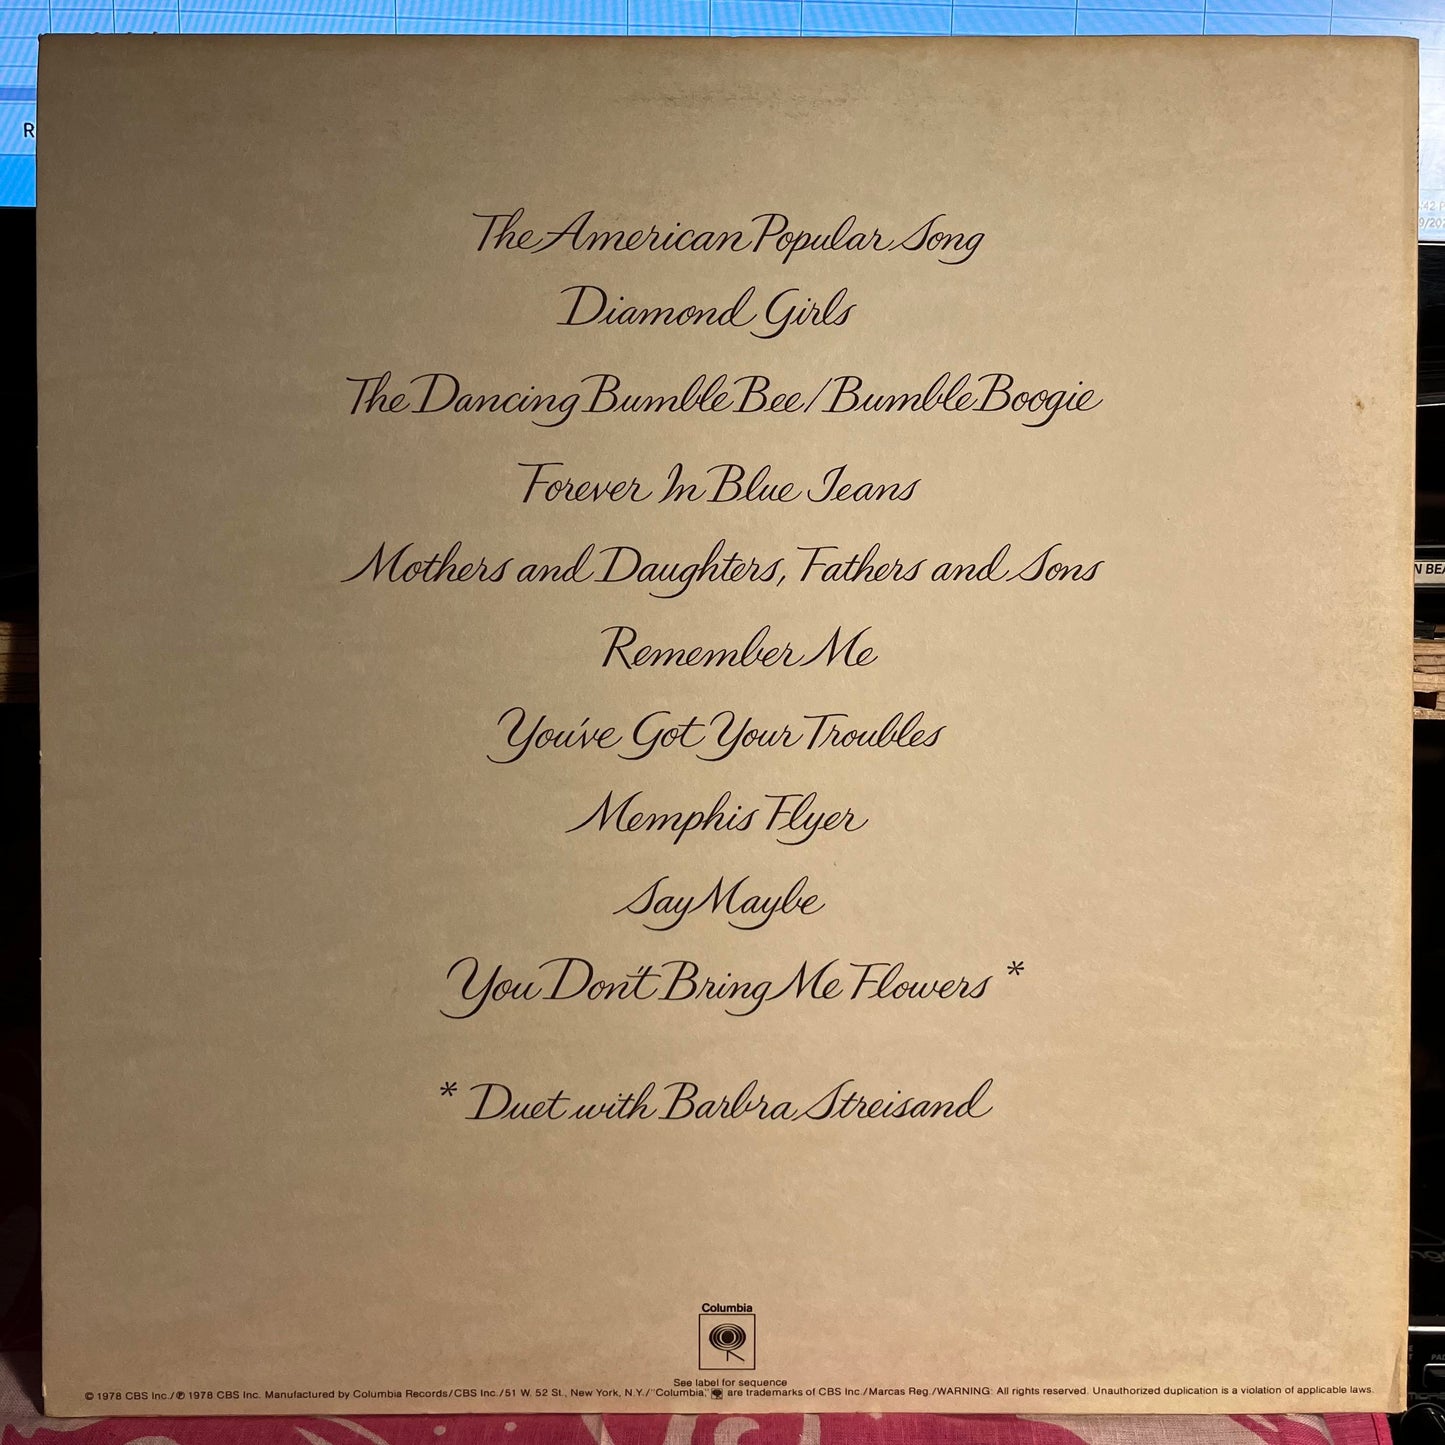 The American Popular Song
Diamond Girls
The Dancing Bumble Bee/Bumble Boogie
Forever In Blue Jeans
Mothers and Daughters, Fathers and Sons
Remember Me
You've Got Your Troubles
Memphis Flyer
Say Maybe
You Don't Bring Me Flowers *
* Duet with Barbra Streisand
Columbia
See label for sequence
© 1978 CBS Inc./℗ 1978 CBS Inc. Manufactured by Columbia Records/CBS Inc./51 W. 52 St., New York, N.Y./"Columbia," are trademarks of CBS Inc./Marcas Reg./WARNING: All rights reserved. Unauthorized duplication is a violation of applicable laws.